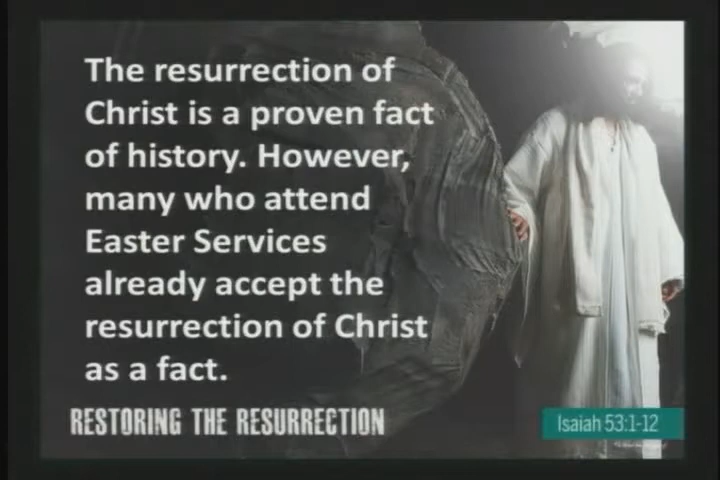 The resurrection of
Christ is a proven fact
of history. However,
many who attend
Easter Services
already accept the
resurrection of Christ
as a fact.
RESTORING THE RESURRECTION
Isaiah 53:1-12